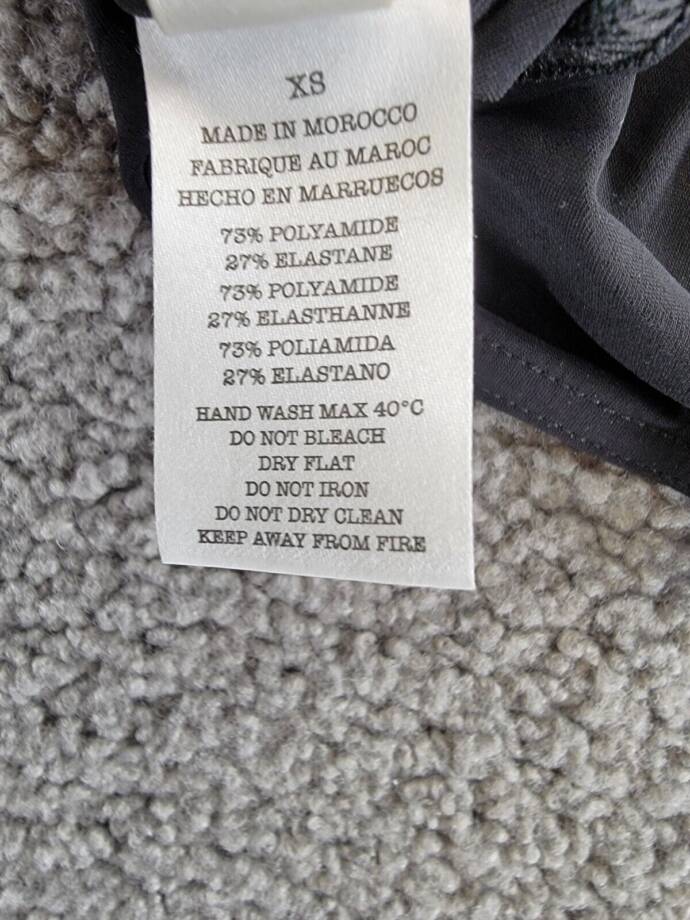 XS
MADE IN MOROCCO
FABRIQUE AU MAROC
HECHO EN MARRUECOS
73% POLYAMIDE
27% ELASTANE
73% POLYAMIDE
27% ELASTHANNE
73% POLIAMIDA
27% ELASTANO
HAND WASH MAX 40°C
DO NOT BLEACH
DRY FLAT
DO NOT IRON
DO NOT DRY CLEAN
KEEP AWAY FROM FIRE